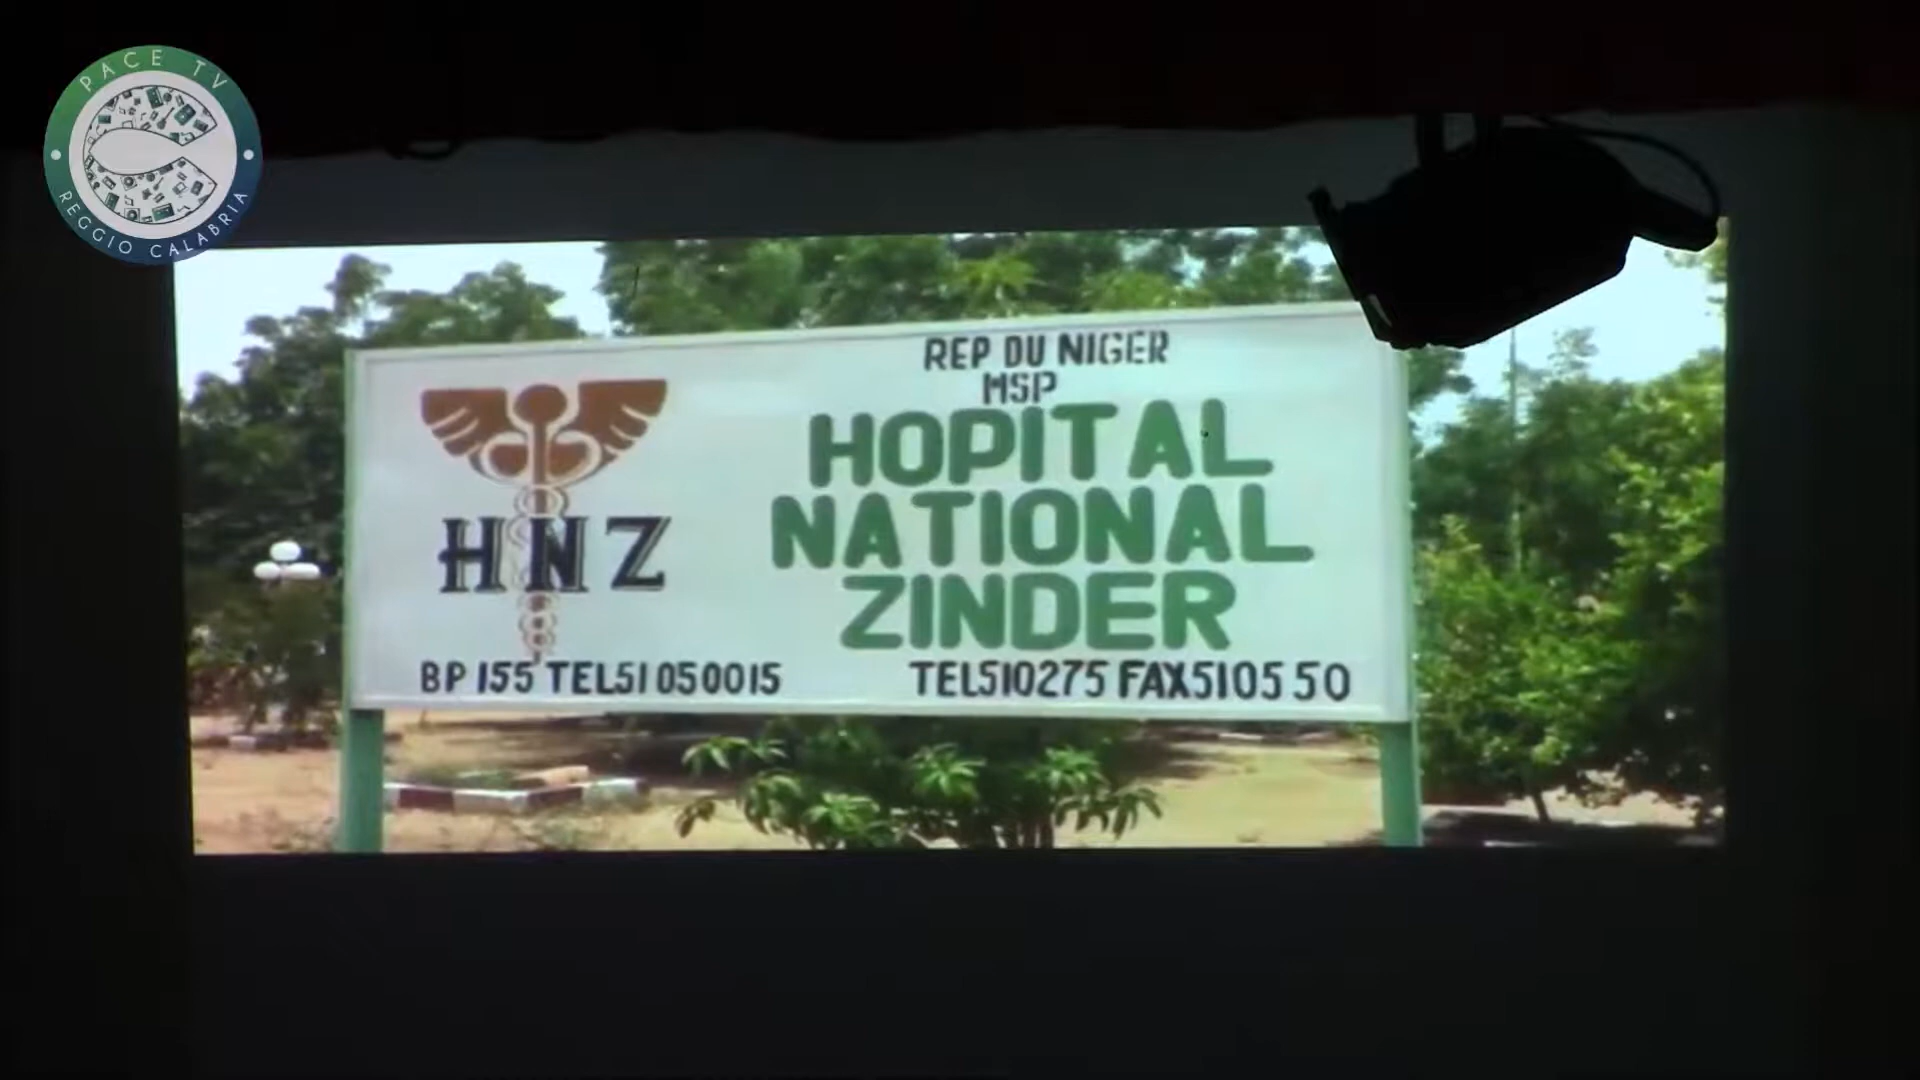 PACE TV
REGGIO CALABRIA
REP DU NIGER
MSP
HOPITAL
NATIONAL
ZINDER
HNZ
BP 155 TEL51 050015
TEL510275 FAX5105 50